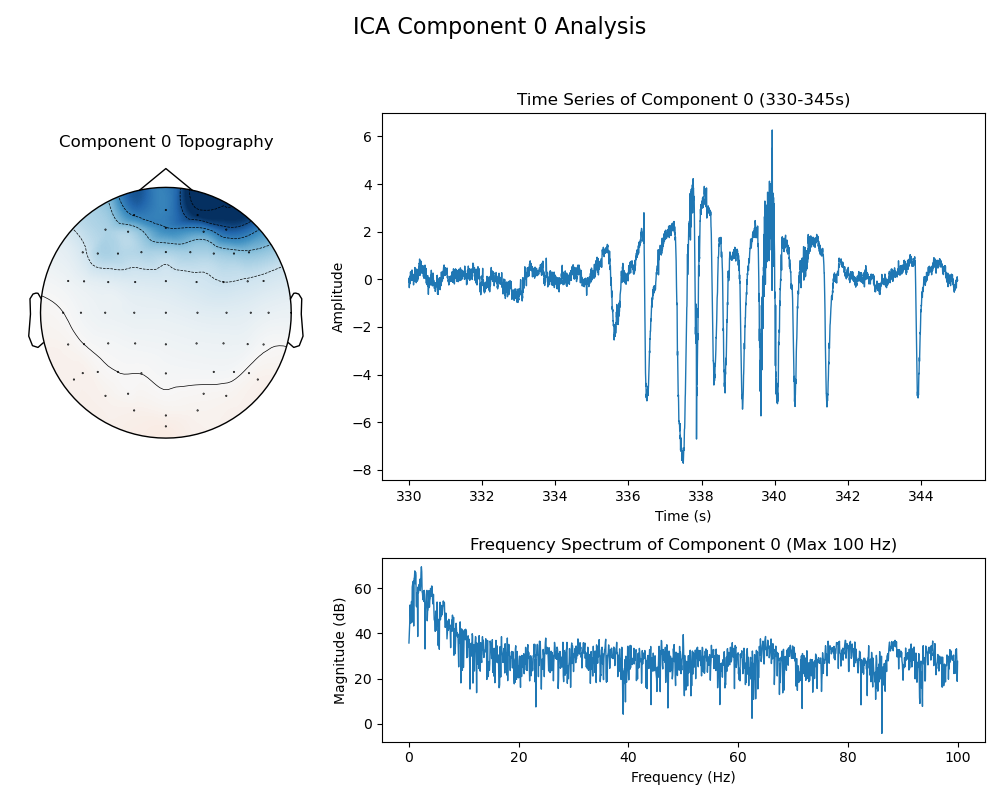 ICA Component 0 Analysis
Component 0 Topography
Time Series of Component 0 (330-345s)
Amplitude
6
4
2
0
−2
−4
−6
−8
330 332 334 336 338 340 342 344
Time (s)
Frequency Spectrum of Component 0 (Max 100 Hz)
Magnitude (dB)
60
40
20
0
0 20 40 60 80 100
Frequency (Hz)